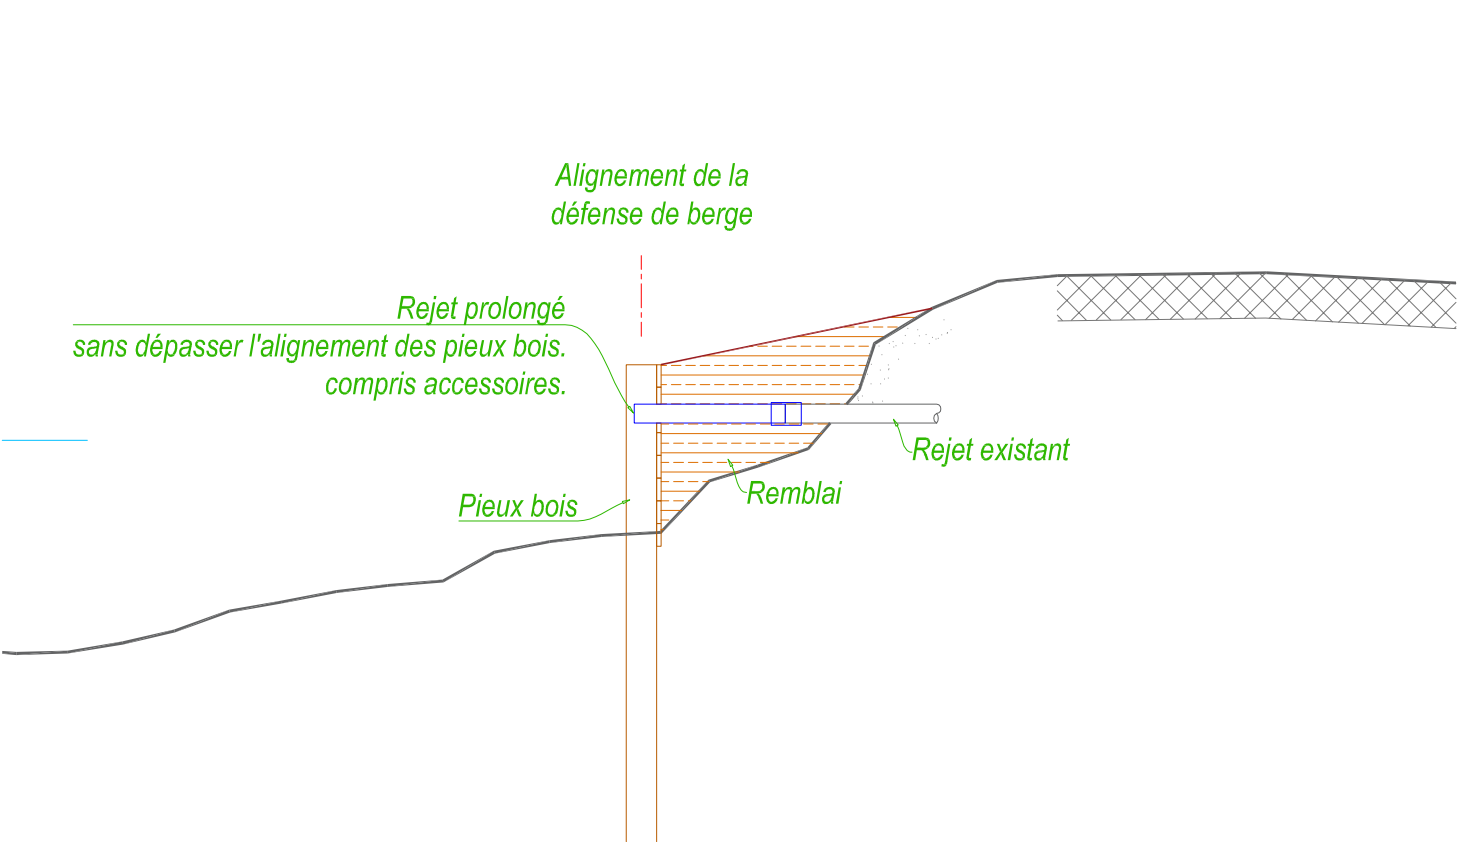 Alignement de la
défense de berge
Rejet prolongé
sans dépasser l'alignement des pieux bois.
compris accessoires.
Rejet existant
Remblai
Pieux bois